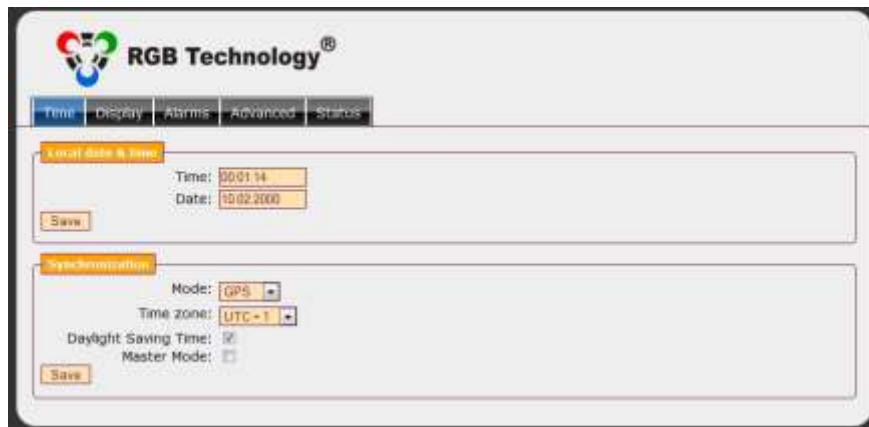 RGB Technology®
Time Display Alarms Advanced Status
Local date & time
Time: 00:01:14
Date: 10.02.2000
Save
Synchronization
Mode: GPS
Time zone: UTC + 1
Daylight Saving Time:
Master Mode:
Save